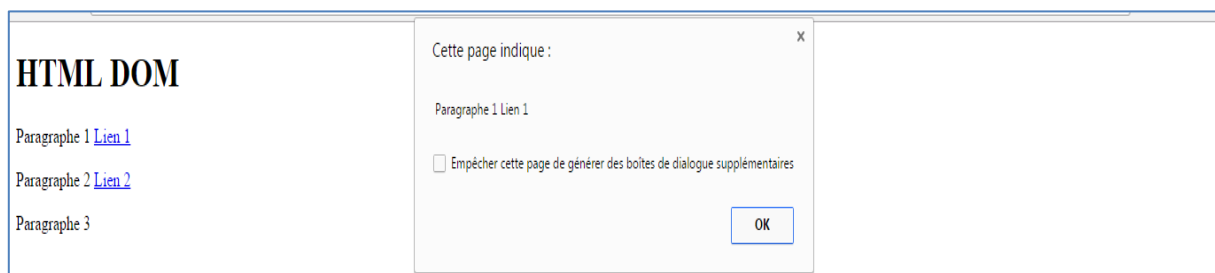 HTML DOM
Paragraphe 1 Lien 1
Paragraphe 2 Lien 2
Paragraphe 3
Cette page indique :
x
Paragraphe 1 Lien 1
Empêcher cette page de générer des boîtes de dialogue supplémentaires
OK